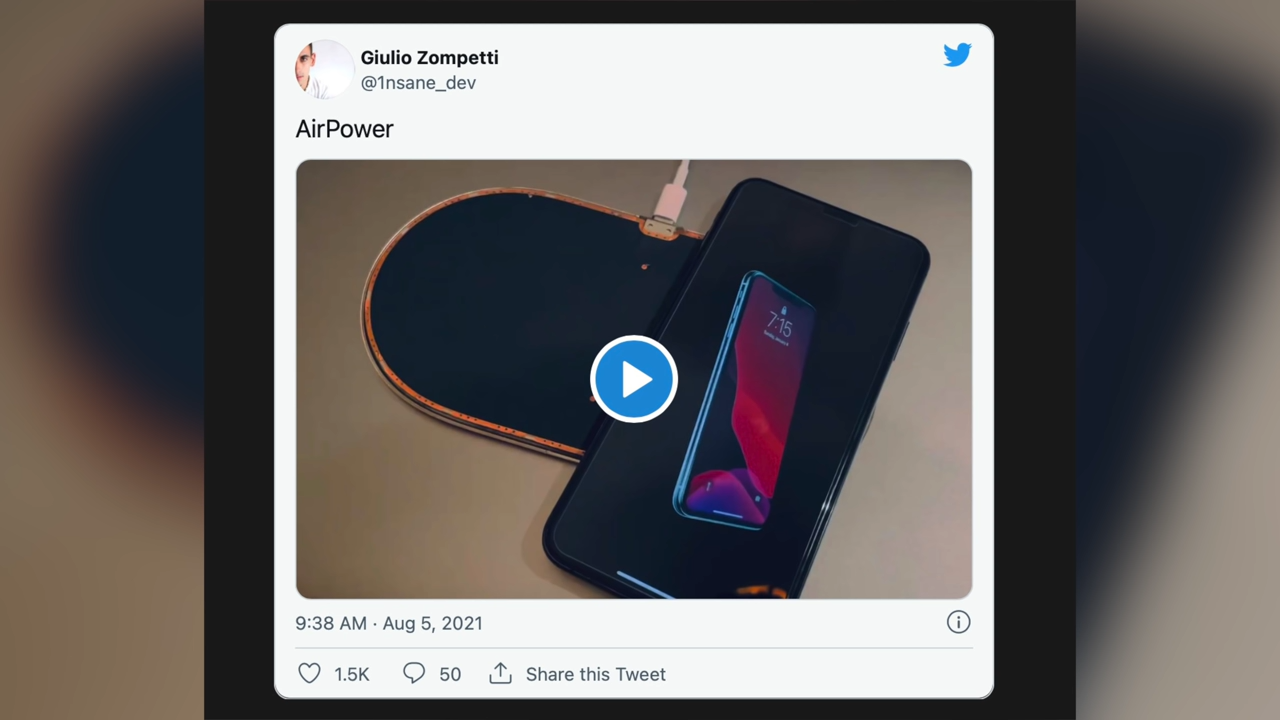 Giulio Zompetti
@1nsane_dev
AirPower
7:15
9:38 AM · Aug 5, 2021
1.5K
50
Share this Tweet